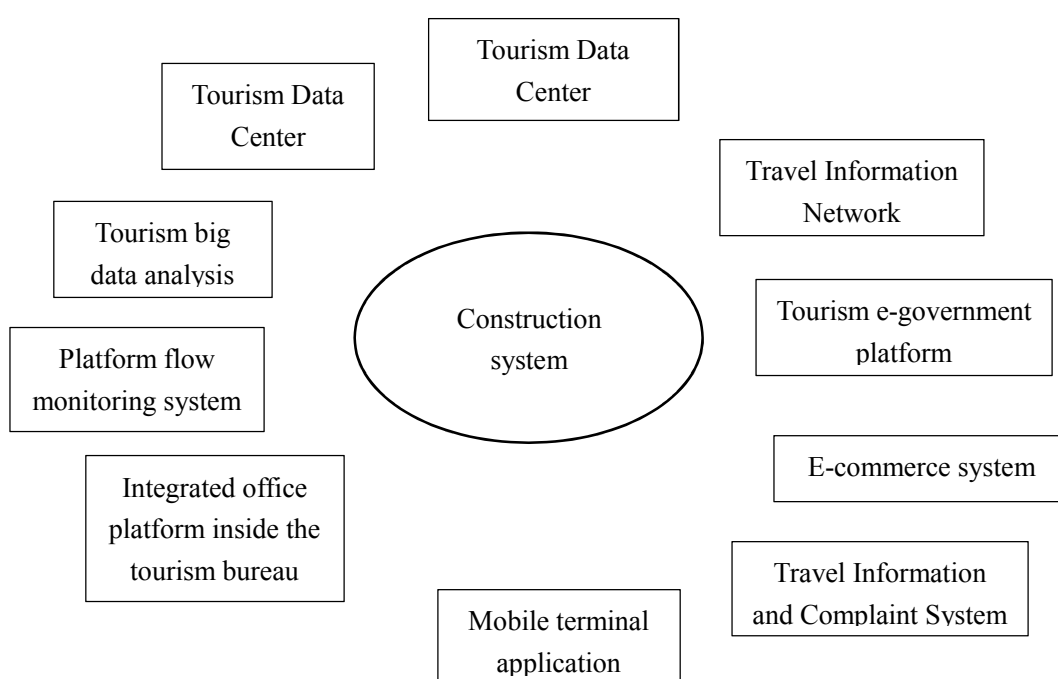 Tourism Data
Center
Tourism Data
Center
Travel Information
Network
Tourism big
data analysis
Construction
system
Tourism e-government
platform
Platform flow
monitoring system
E-commerce system
Integrated office
platform inside the
tourism bureau
Travel Information
and Complaint System
Mobile terminal
application